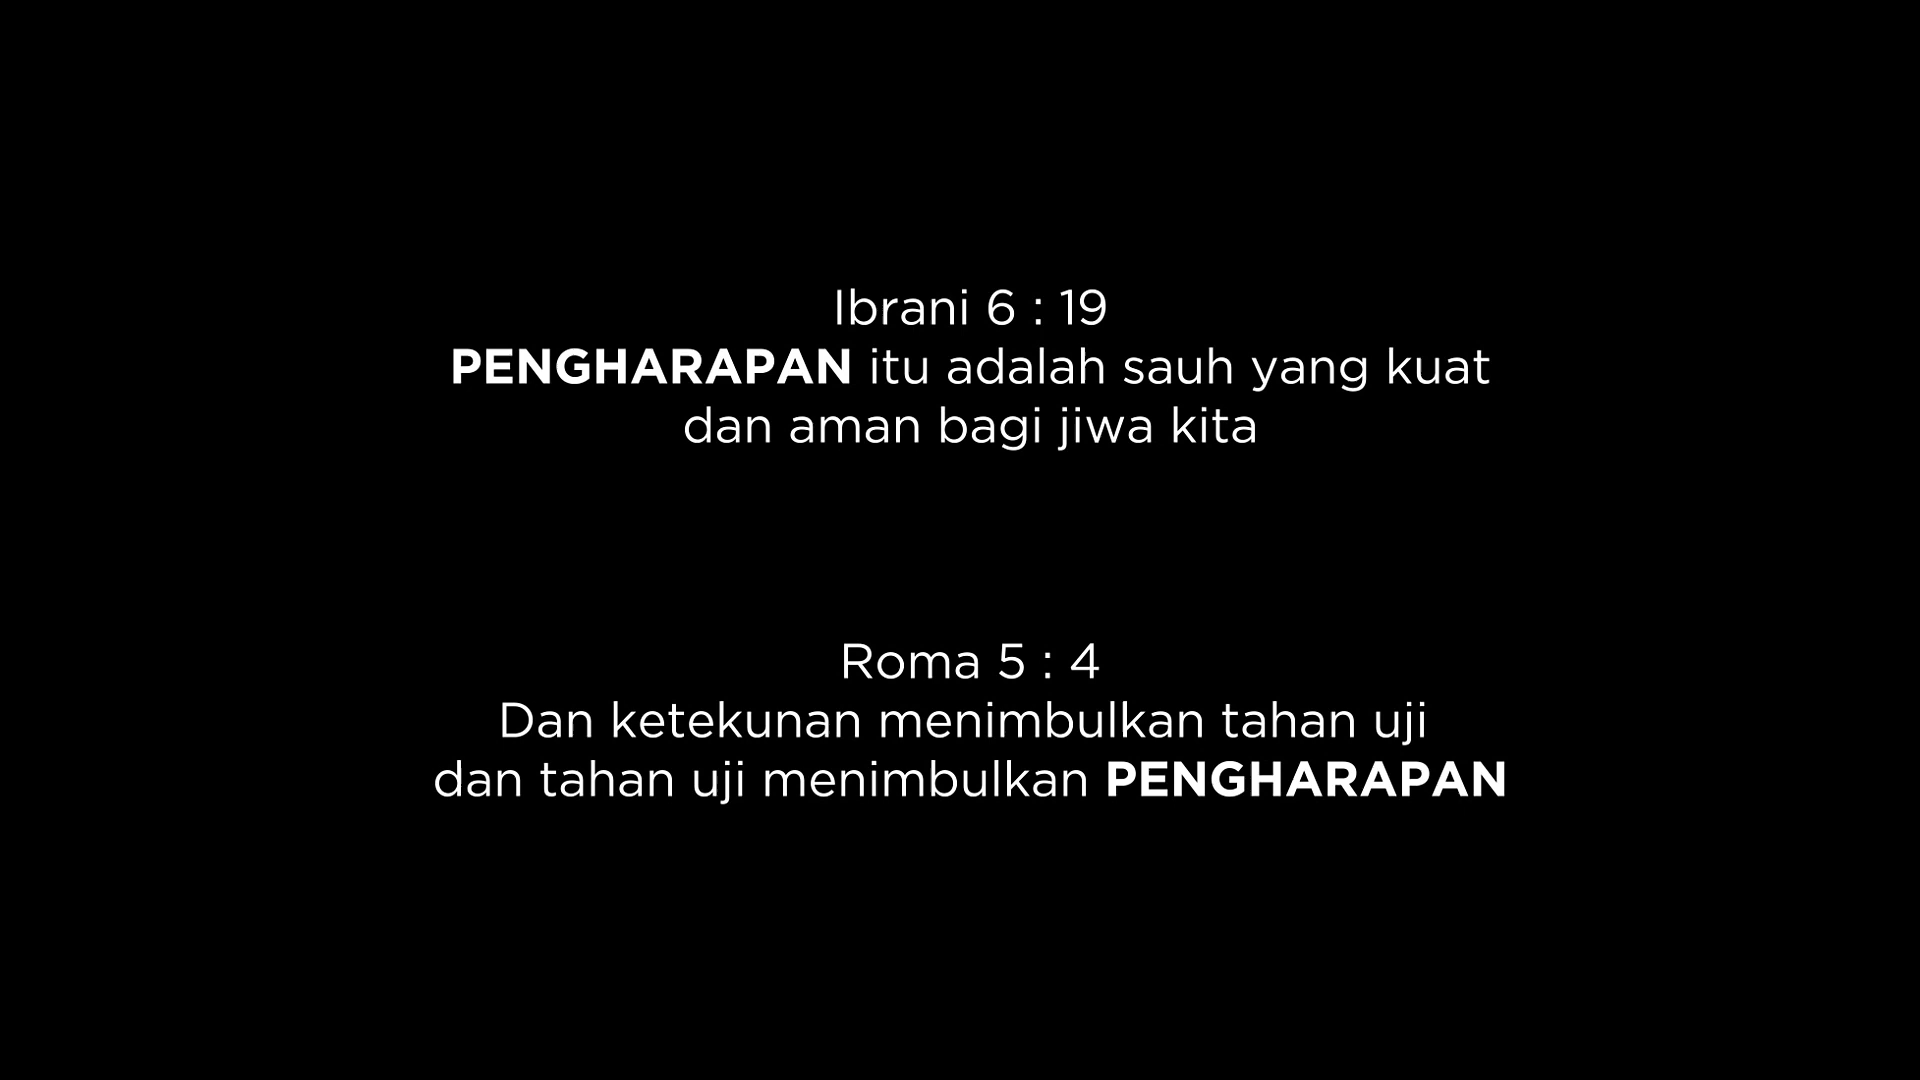 Ibrani 6 : 19
PENGHARAPAN itu adalah sauh yang kuat
dan aman bagi jiwa kita
Roma 5 : 4
Dan ketekunan menimbulkan tahan uji
dan tahan uji menimbulkan PENGHARAPAN